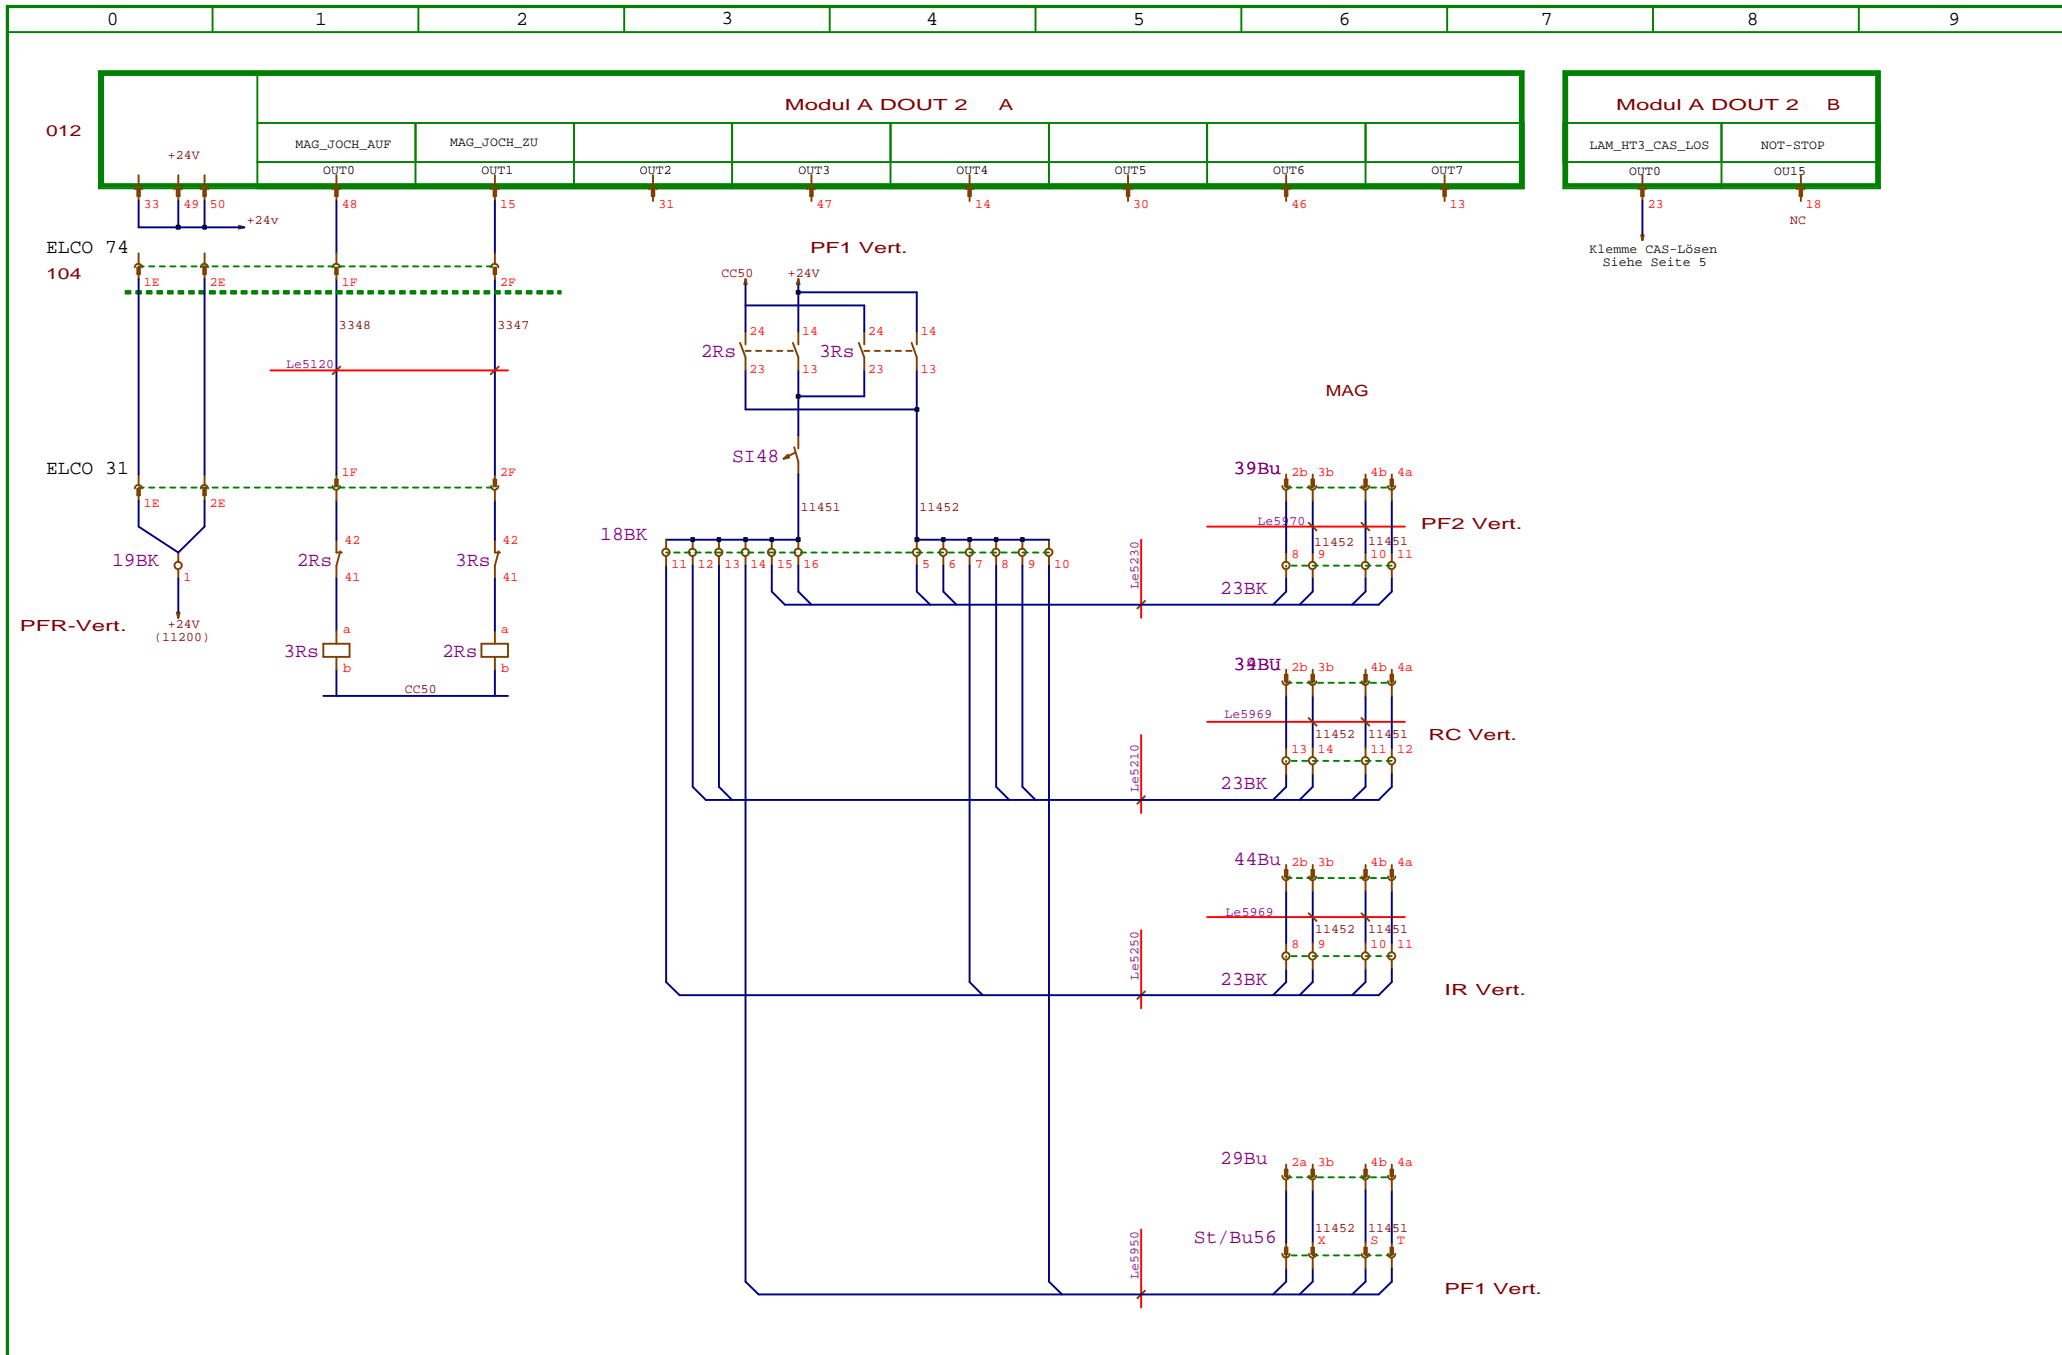 0 1 2 3 4 5 6 7 8 9
Modul A DOUT 2 A
Modul A DOUT 2 B
012
+24V
MAG_JOCH_AUF
MAG_JOCH_ZU
LAM_HT3_CAS_LOS
NOT-STOP
OUT0 OUT1 OUT2 OUT3 OUT4 OUT5 OUT6 OUT7
OUT0 OU15
33 49 50 48 15 31 47 14 30 46 13 23 18
+24v
NC
ELCO 74
104
PF1 Vert.
Klemme CAS-Lösen
Siehe Seite 5
1E 2E 1F 2F
CC50 +24V
3348 3347
24 14 24 14
2Rs 3Rs
23 13 23 13
Le5120
MAG
SI48
ELCO 31
1F 2F
1E 2E
39Bu 2b 3b 4b 4a
11451 11452
Le5970
PF2 Vert.
18BK
11452 11451
42 42
19BK
2Rs 3Rs
8 9 10 11
11 12 13 14 15 16 5 6 7 8 9 10
1
41 41
Le5230
23BK
PFR-Vert.
+24V
(11200)
a a
3Rs 2Rs
b b
CC50
2b 3b 4b 4a
Le5969
11452 11451
RC Vert.
13 14 11 12
Le5210
23BK
44Bu 2b 3b 4b 4a
Le5969
11452 11451
8 9 10 11
Le5250
23BK
IR Vert.
29Bu 2a 3b 4b 4a
11452 11451
St/Bu56 X S T
Le5950
PF1 Vert.